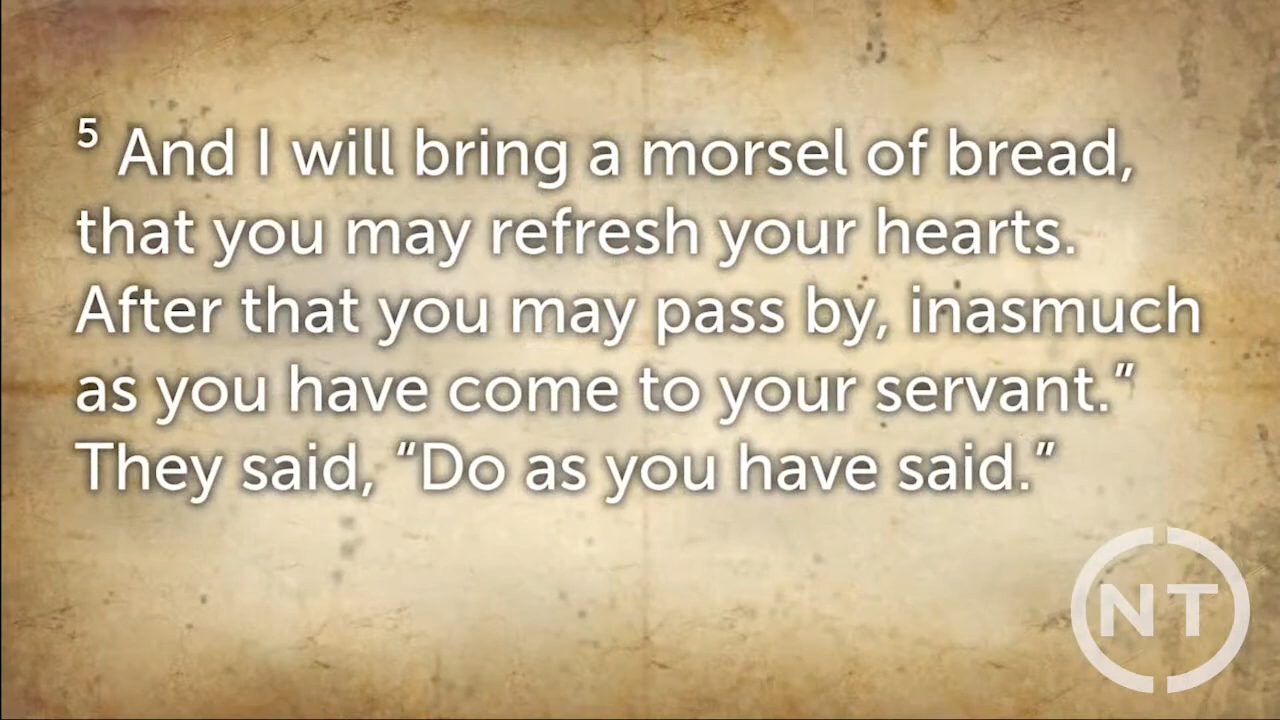 5 And I will bring a morsel of bread,
that you may refresh your hearts.
After that you may pass by, inasmuch
as you have come to your servant.”
They said, “Do as you have said.”
NT